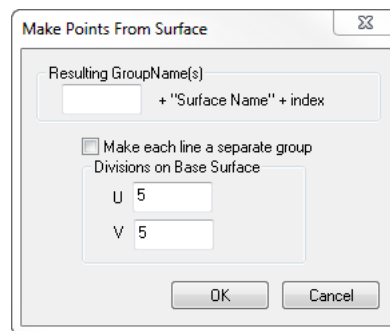 Make Points From Surface
Resulting GroupName(s)
+ "Surface Name" + index
Make each line a separate group
Divisions on Base Surface
U 5
V 5
OK Cancel